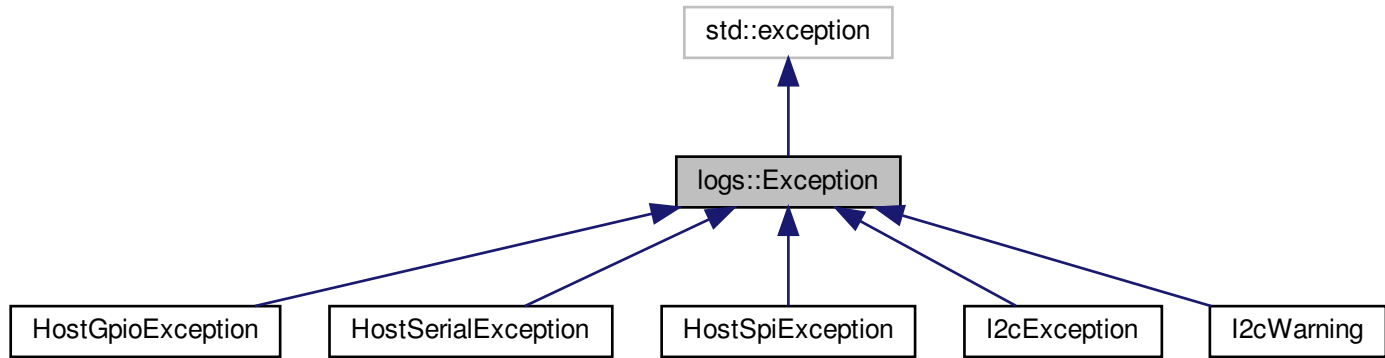 std::exception
logs::Exception
HostGpioException
HostSerialException
HostSpiException
I2cException
I2cWarning